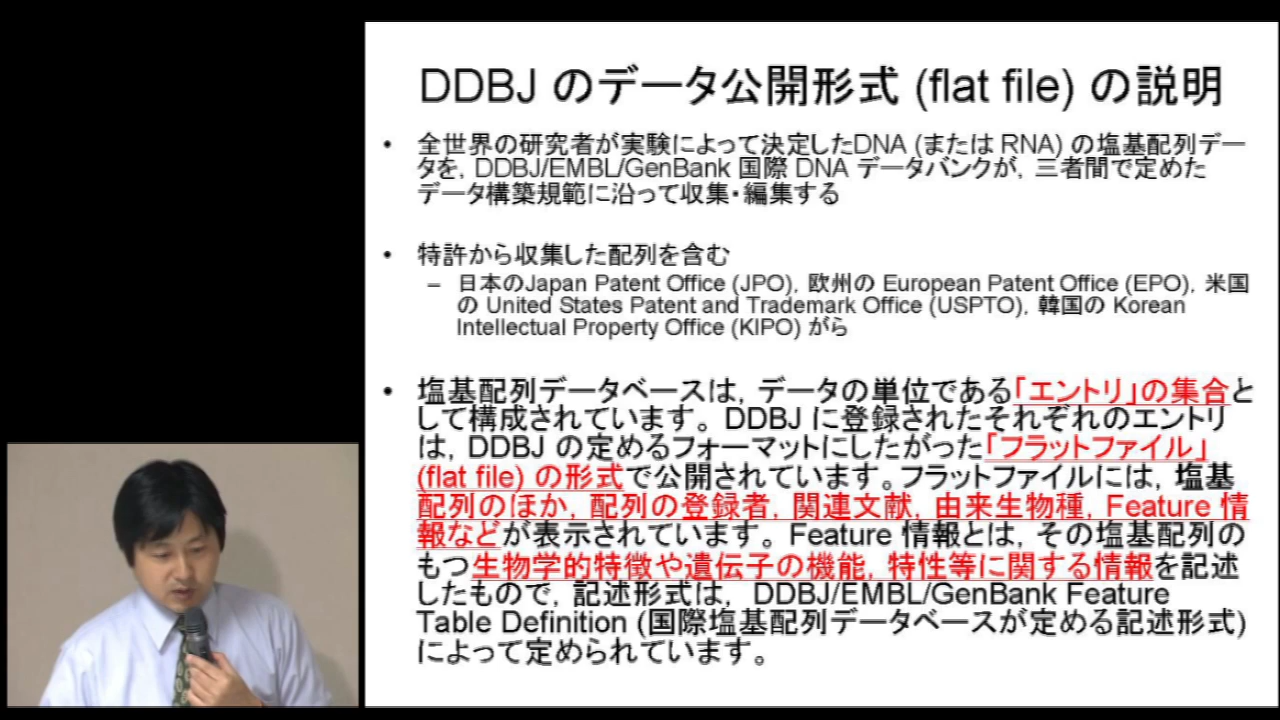 DDBJ のデータ公開形式 (flat file) の説明
• 全世界の研究者が実験によって決定したDNA (または RNA) の塩基配列デー
タを, DDBJ/EMBL/GenBank 国際 DNA データバンクが, 三者間で定めた
データ構築規範に沿って収集・編集する
• 特許から収集した配列を含む
– 日本のJapan Patent Office (JPO), 欧州の European Patent Office (EPO), 米国
の United States Patent and Trademark Office (USPTO), 韓国の Korean
Intellectual Property Office (KIPO) がら
• 塩基配列データベースは, データの単位である「エントリ」の集合と
して構成されています。DDBJ に登録されたそれぞれのエントリ
は, DDBJ の定めるフォーマットにしたがった「フラットファイル」
(flat file) の形式で公開されています。フラットファイルには, 塩基
配列のほか, 配列の登録者, 関連文献, 由来生物種, Feature 情
報などが表示されています。Feature 情報とは, その塩基配列の
もつ生物学的特徴や遺伝子の機能, 特性等に関する情報を記述
したもので, 記述形式は, DDBJ/EMBL/GenBank Feature
Table Definition (国際塩基配列データベースが定める記述形式)
によって定められています。